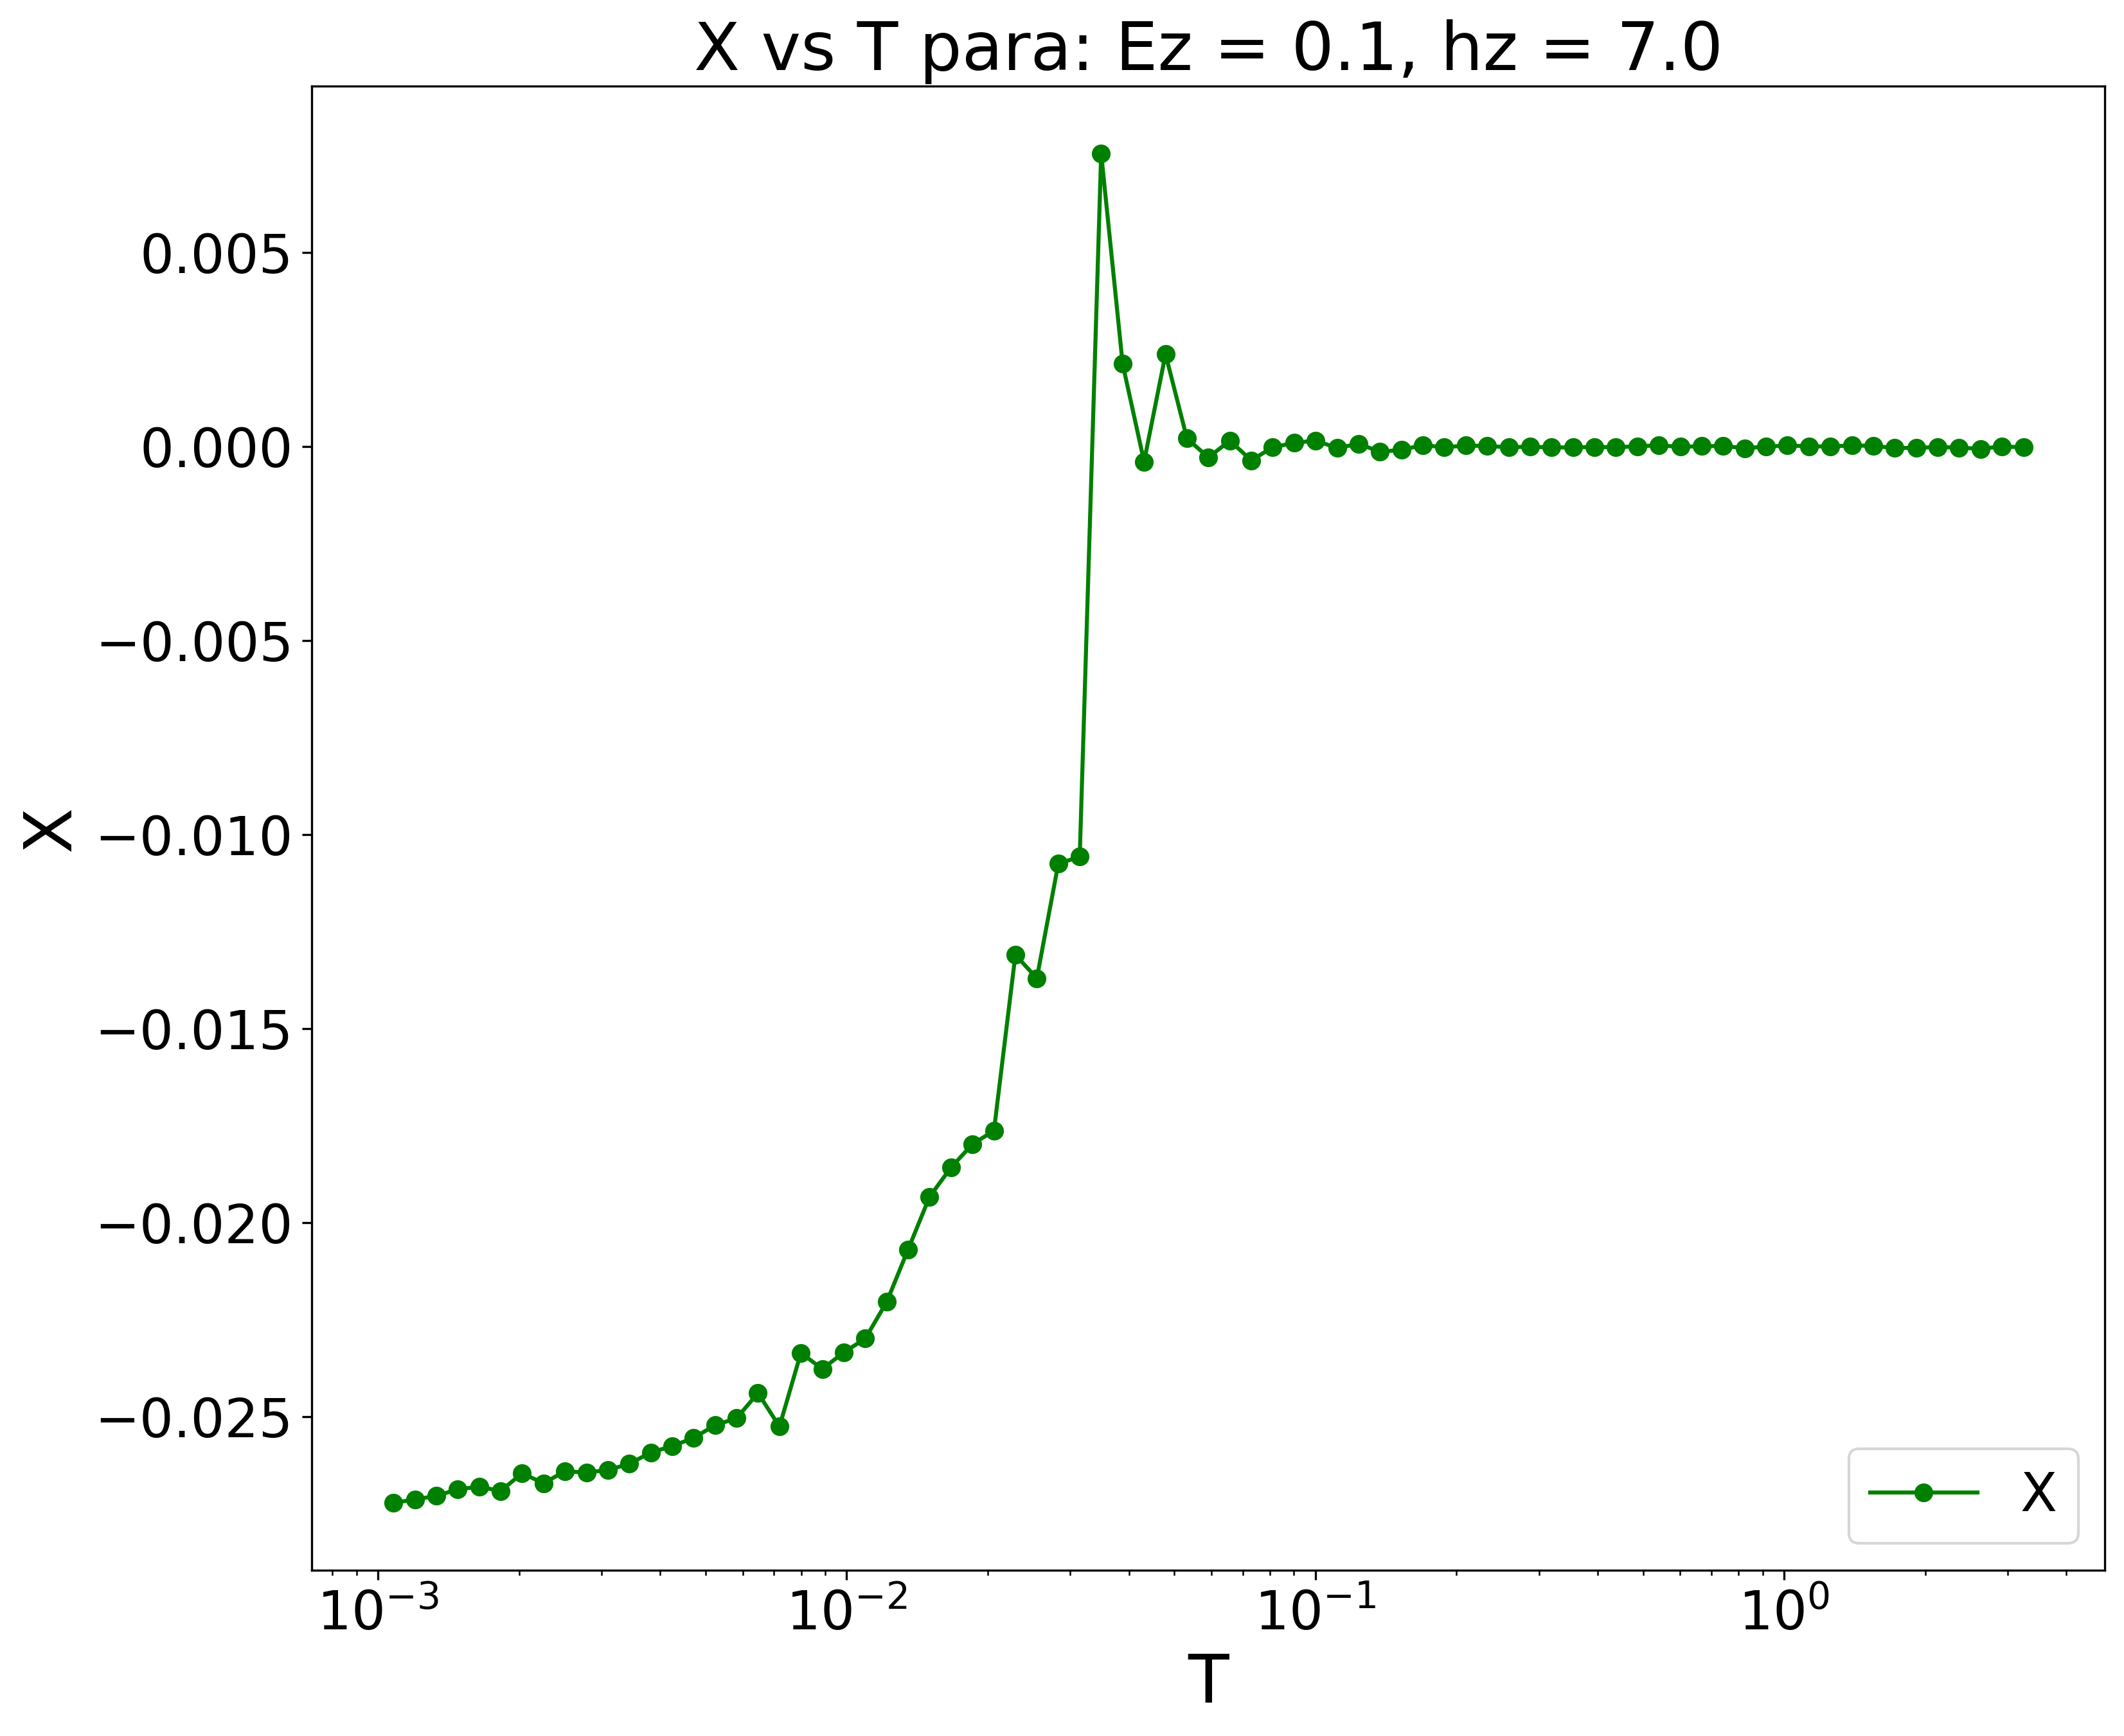 X vs T para: Ez = 0.1, hz = 7.0
0.005
0.000
−0.005
−0.010
−0.015
−0.020
−0.025
X
X
10⁻³ 10⁻² 10⁻¹ 10⁰
T